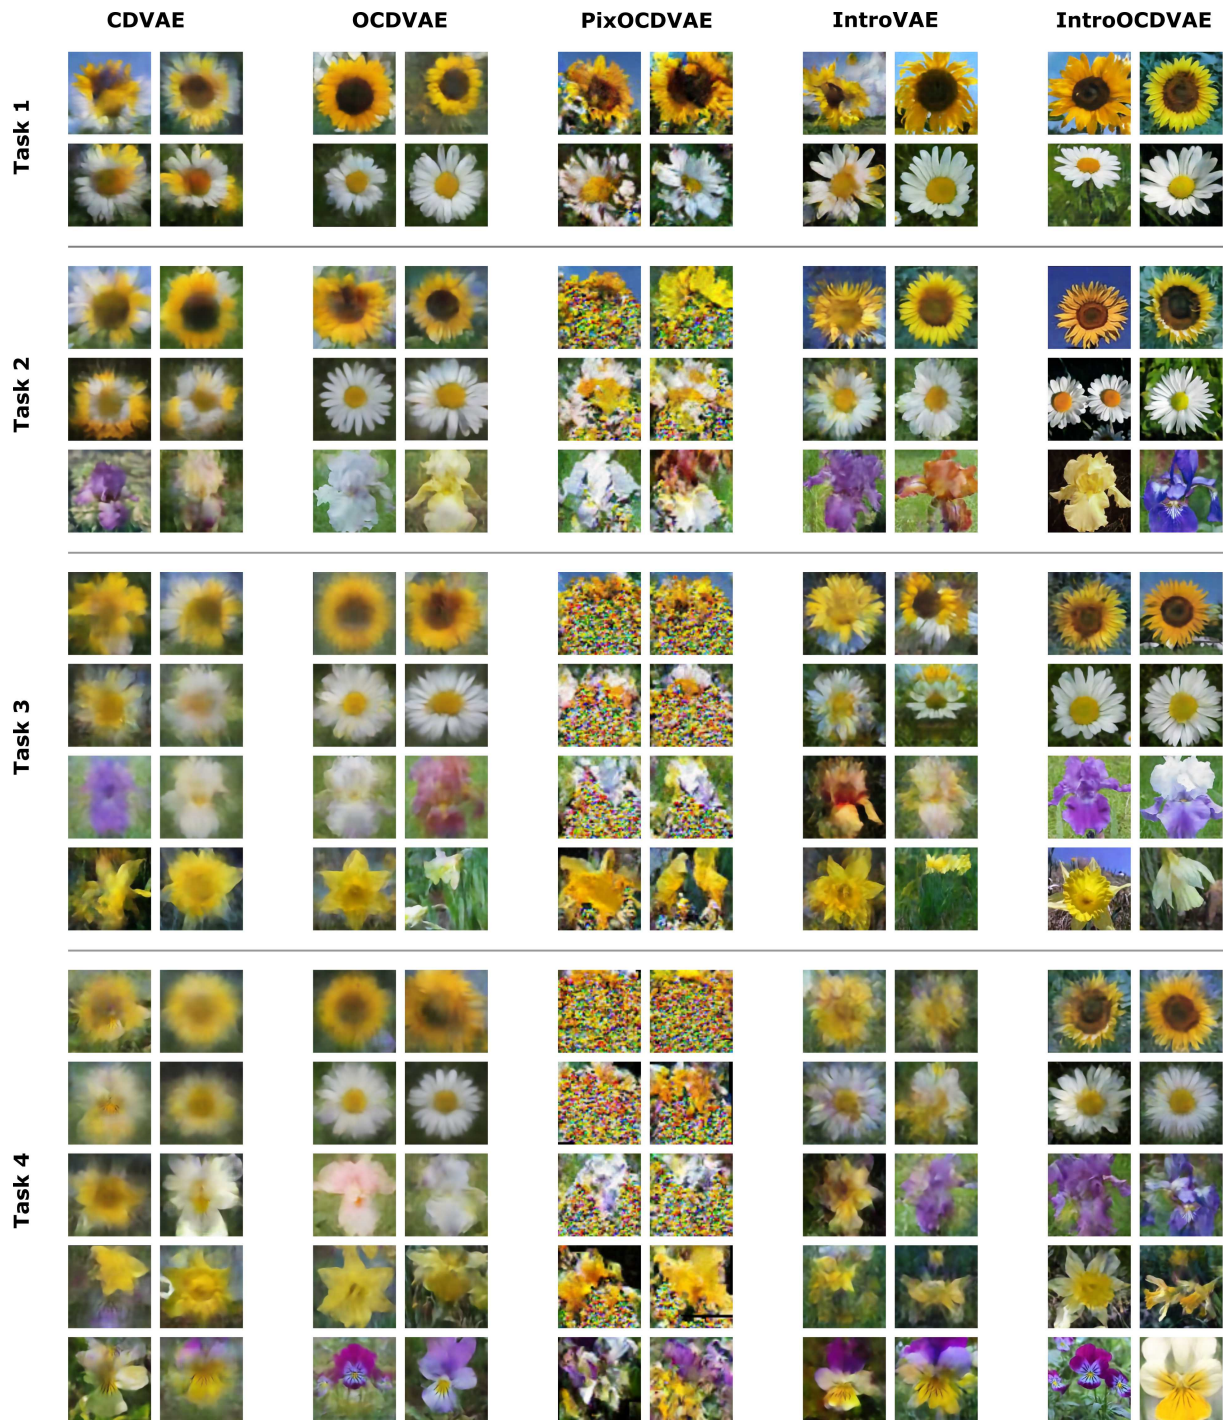 CDVAE OCDVAE PixOCDVAE IntroVAE IntroOCDVAE
Task 1
Task 2
Task 3
Task 4